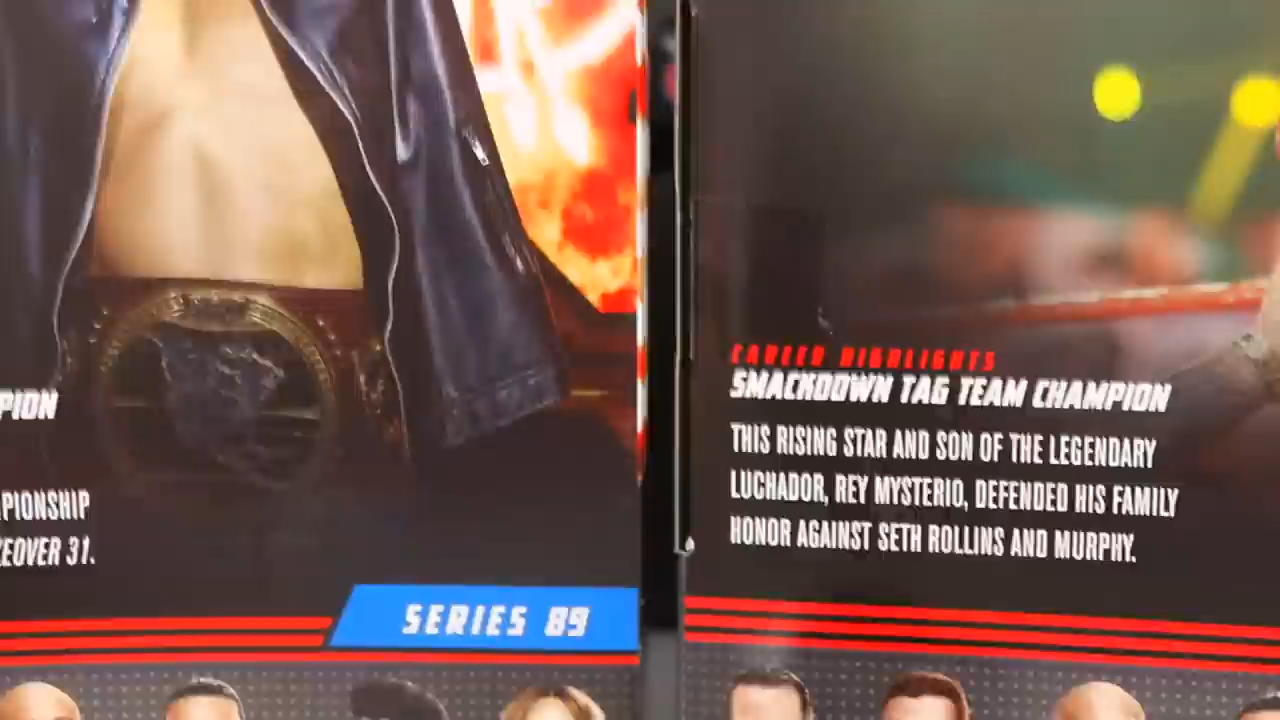 PION
PIONSHIP
EOVER 31.
SERIES 89
CAREER HIGHLIGHTS
SMACKDOWN TAG TEAM CHAMPION
THIS RISING STAR AND SON OF THE LEGENDARY
LUCHADOR, REY MYSTERIO, DEFENDED HIS FAMILY
HONOR AGAINST SETH ROLLINS AND MURPHY.